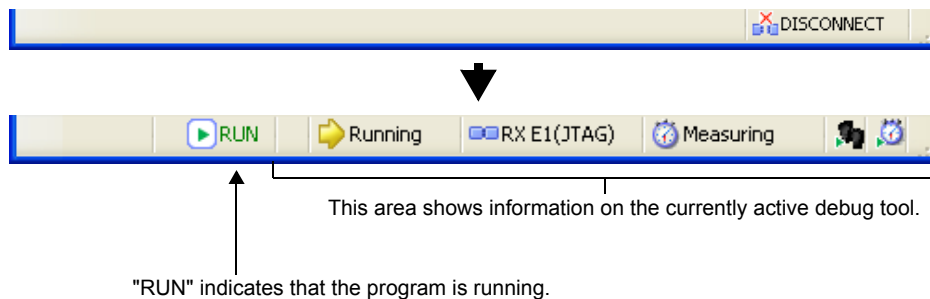 DISCONNECT
RUN Running RX E1(JTAG) Measuring
This area shows information on the currently active debug tool.
"RUN" indicates that the program is running.